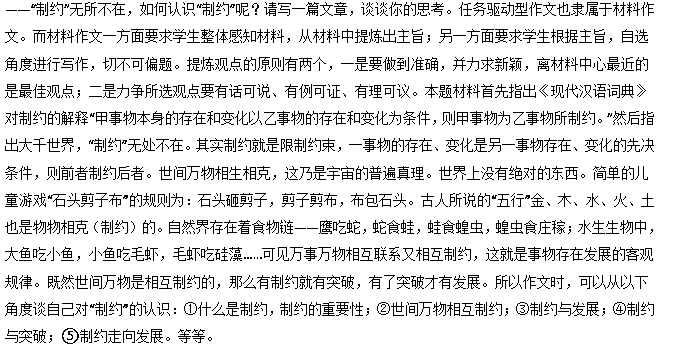 ——“制约”无所不在，如何认识“制约”呢？请写一篇文章，谈谈你的思考。任务驱动型作文也隶属于材料作
文。而材料作文一方面要求学生整体感知材料，从材料中提炼出主旨；另一方面要求学生根据主旨，自选
角度进行写作，切不可偏题。提炼观点的原则有两个，一是要做到准确，并力求新颖，离材料中心最近的
是最佳观点；二是力争所选观点要有话可说、有例可证、有理可议。本题材料首先指出《现代汉语词典》
对制约的解释“甲事物本身的存在和变化以乙事物的存在和变化为条件，则甲事物为乙事物所制约。”然后指
出大千世界，“制约”无处不在。其实制约就是限制约束，一事物的存在、变化是另一事物存在、变化的先决
条件，则前者制约后者。世间万物相生相克，这乃是宇宙的普遍真理。世界上没有绝对的东西。简单的儿
童游戏“石头剪子布”的规则为：石头砸剪子，剪子剪布，布包石头。古人所说的“五行”金、木、水、火、土
也是物物相克（制约）的。自然界存在着食物链——鹰吃蛇，蛇食蛙，蛙食蝗虫，蝗虫食庄稼；水生生物中，
大鱼吃小鱼，小鱼吃毛虾，毛虾吃硅藻……可见万事万物相互联系又相互制约，这就是事物存在发展的客观
规律。既然世间万物是相互制约的，那么有制约就有突破，有了突破才有发展。所以作文时，可以从以下
角度谈自己对“制约”的认识：①什么是制约，制约的重要性；②世间万物相互制约；③制约与发展；④制约
与突破；⑤制约走向发展。等等。